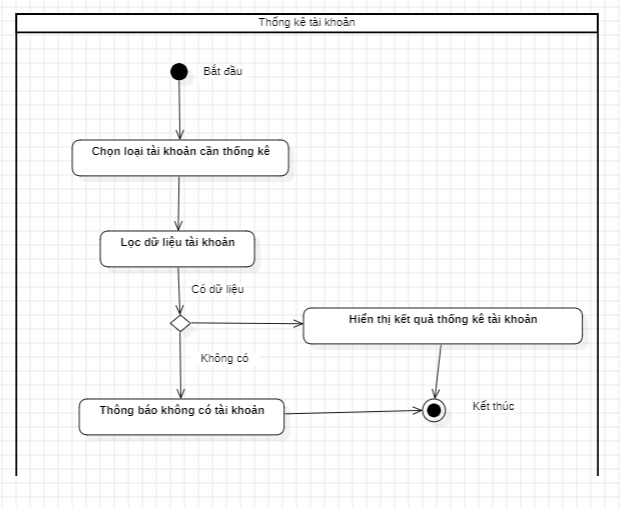 Thống kê tài khoản
Bắt đầu
Chọn loại tài khoản cần thống kê
Lọc dữ liệu tài khoản
Có dữ liệu
Hiển thị kết quả thống kê tài khoản
Không có
Thông báo không có tài khoản
Kết thúc